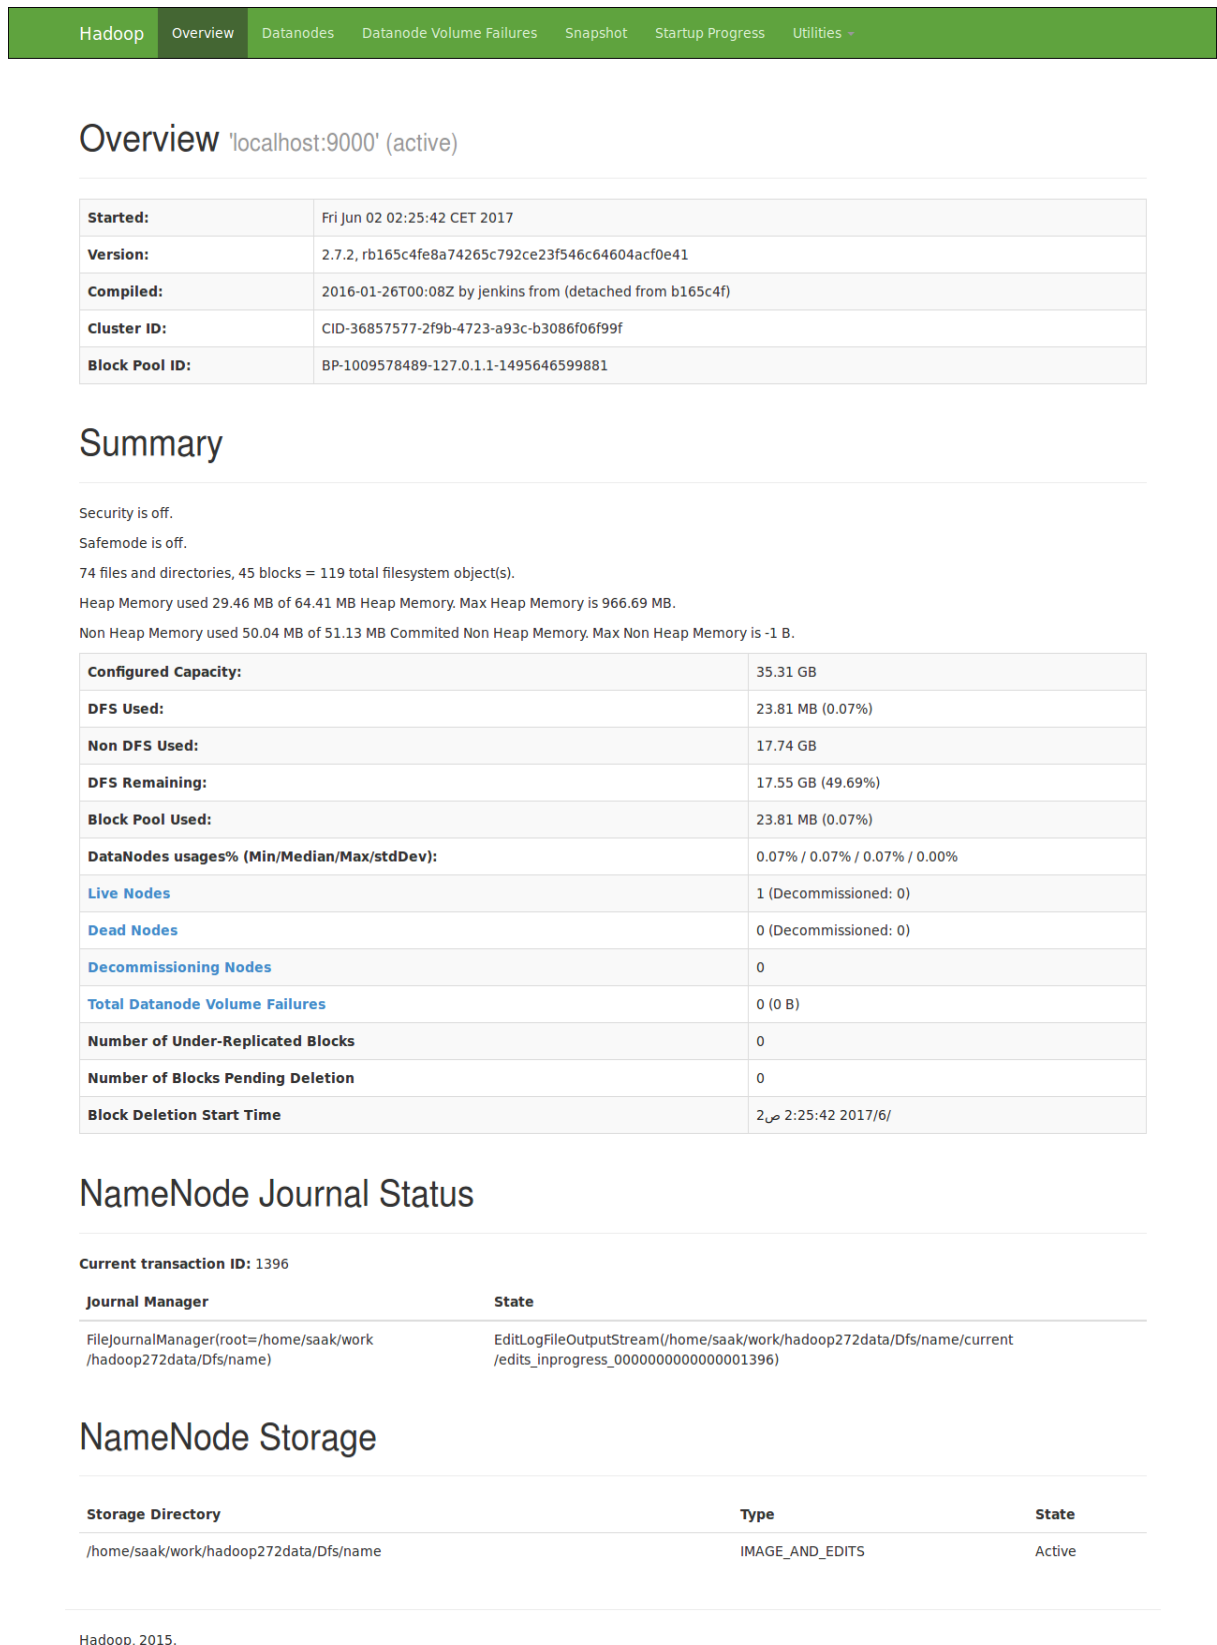 Hadoop Overview Datanodes Datanode Volume Failures Snapshot Startup Progress Utilities
Overview 'localhost:9000' (active)
Started: Fri Jun 02 02:25:42 CET 2017
Version: 2.7.2, rb165c4fe8a74265c792ce23f546c64604acf0e41
Compiled: 2016-01-26T00:08Z by jenkins from (detached from b165c4f)
Cluster ID: CID-36857577-2f9b-4723-a93c-b3086f06f99f
Block Pool ID: BP-1009578489-127.0.1.1-1495646599881
Summary
Security is off.
Safemode is off.
74 files and directories, 45 blocks = 119 total filesystem object(s).
Heap Memory used 29.46 MB of 64.41 MB Heap Memory. Max Heap Memory is 966.69 MB.
Non Heap Memory used 50.04 MB of 51.13 MB Commited Non Heap Memory. Max Non Heap Memory is -1 B.
Configured Capacity: 35.31 GB
DFS Used: 23.81 MB (0.07%)
Non DFS Used: 17.74 GB
DFS Remaining: 17.55 GB (49.69%)
Block Pool Used: 23.81 MB (0.07%)
DataNodes usages% (Min/Median/Max/stdDev): 0.07% / 0.07% / 0.07% / 0.00%
Live Nodes 1 (Decommissioned: 0)
Dead Nodes 0 (Decommissioned: 0)
Decommissioning Nodes 0
Total Datanode Volume Failures 0 (0 B)
Number of Under-Replicated Blocks 0
Number of Blocks Pending Deletion 0
Block Deletion Start Time 2‏ص 2:25:42 2017/6/
NameNode Journal Status
Current transaction ID: 1396
Journal Manager State
FileJournalManager(root=/home/saak/work EditLogFileOutputStream(/home/saak/work/hadoop272data/Dfs/name/current
/hadoop272data/Dfs/name) /edits_inprogress_0000000000000001396)
NameNode Storage
Storage Directory Type State
/home/saak/work/hadoop272data/Dfs/name IMAGE_AND_EDITS Active
Hadoop, 2015.